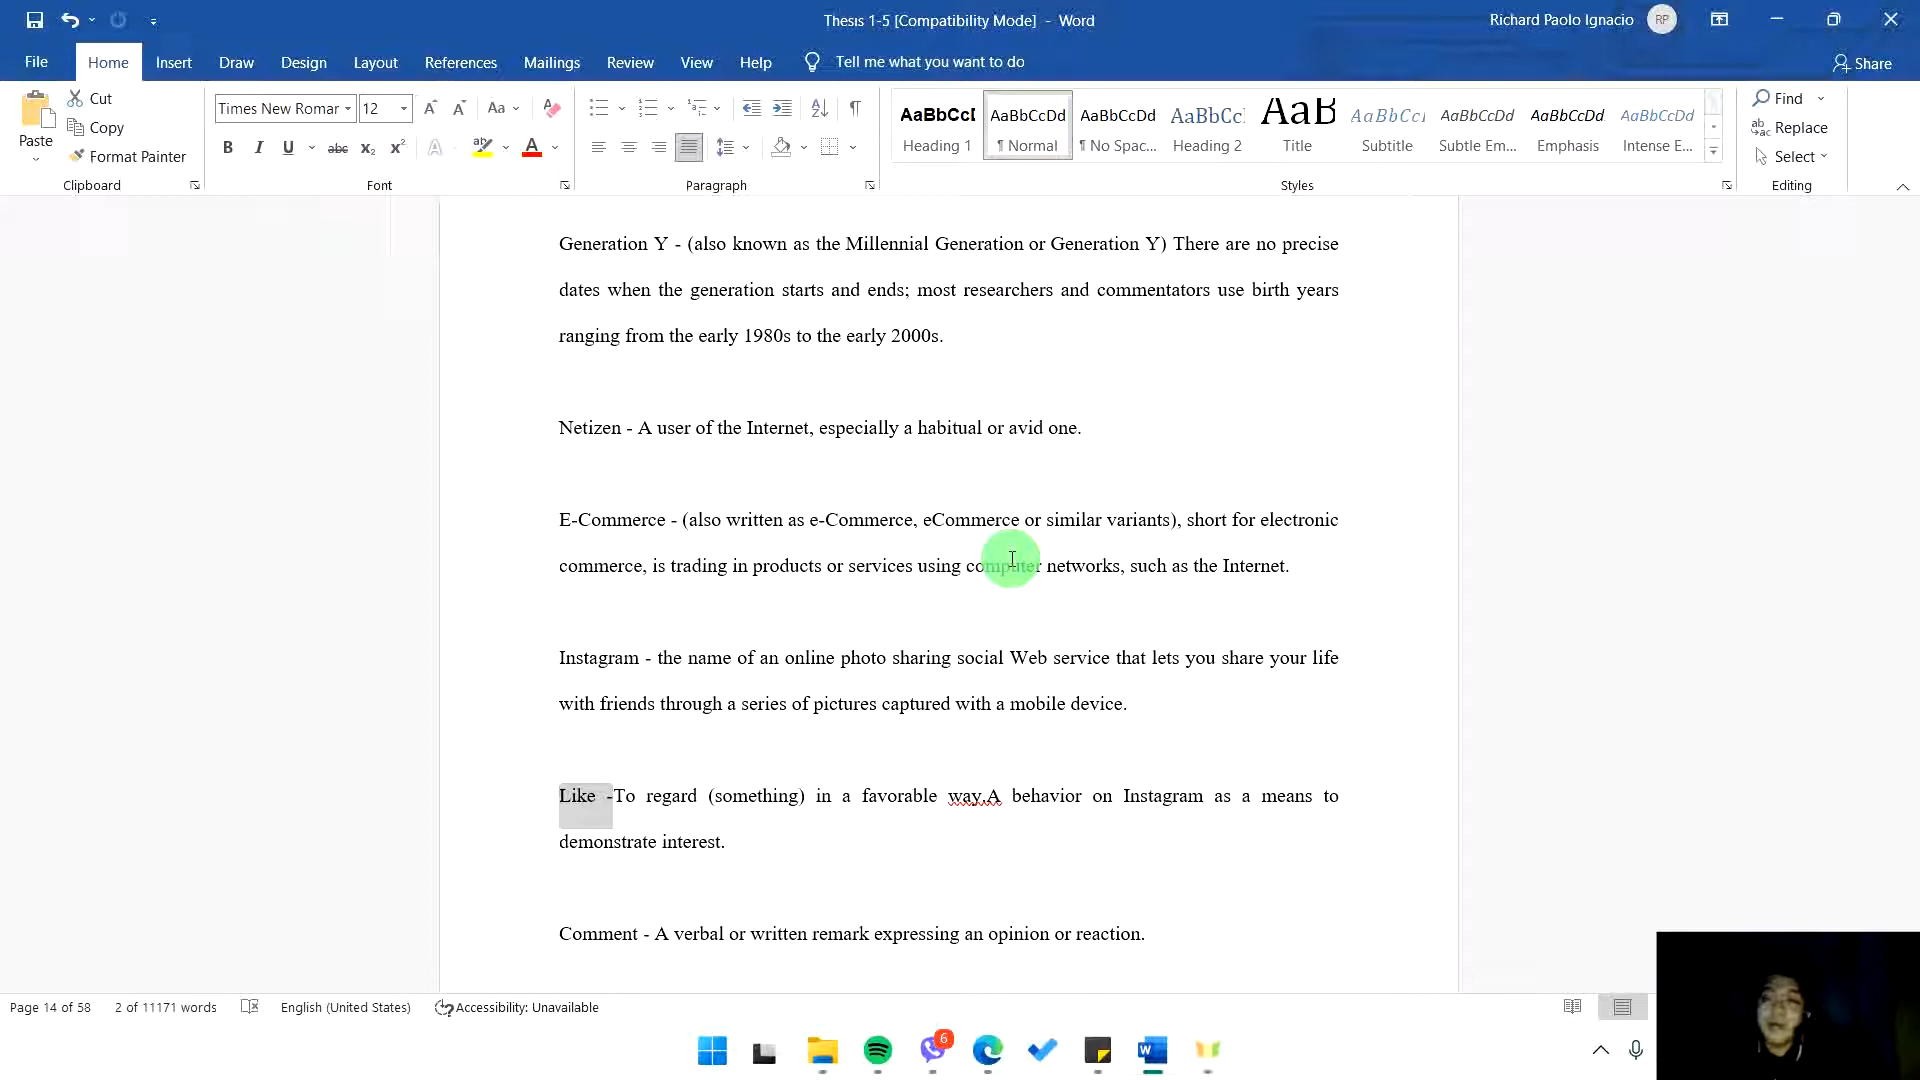 Thesis 1-5 [Compatibility Mode] - Word
Richard Paolo Ignacio
RP
File
Home
Insert
Draw
Design
Layout
References
Mailings
Review
View
Help
Tell me what you want to do
Share
Paste
Cut
Copy
Format Painter
Clipboard
Times New Romar
12
Aa
B I U abc x₂ x² A A
Font
Paragraph
AaBbCcI
Heading 1
AaBbCcDd
¶ Normal
AaBbCcDd
¶ No Spac...
AaBbCc
Heading 2
AaB
Title
AaBbCcI
Subtitle
AaBbCcDd
Subtle Em...
AaBbCcDd
Emphasis
AaBbCcDd
Intense E...
Styles
Find
Replace
Select
Editing
Generation Y - (also known as the Millennial Generation or Generation Y) There are no precise
dates when the generation starts and ends; most researchers and commentators use birth years
ranging from the early 1980s to the early 2000s.
Netizen - A user of the Internet, especially a habitual or avid one.
E-Commerce - (also written as e-Commerce, eCommerce or similar variants), short for electronic
commerce, is trading in products or services using computer networks, such as the Internet.
Instagram - the name of an online photo sharing social Web service that lets you share your life
with friends through a series of pictures captured with a mobile device.
Like -To regard (something) in a favorable way.A behavior on Instagram as a means to
demonstrate interest.
Comment - A verbal or written remark expressing an opinion or reaction.
Page 14 of 58
2 of 11171 words
English (United States)
Accessibility: Unavailable
6